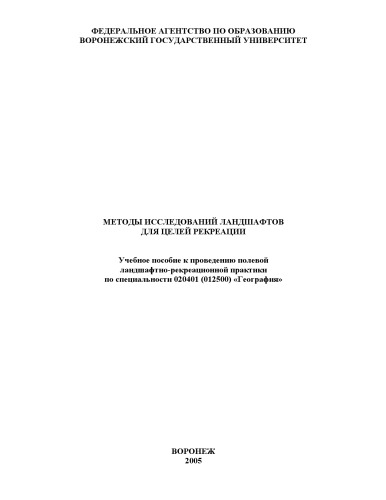 ФЕДЕРАЛЬНОЕ АГЕНТСТВО ПО ОБРАЗОВАНИЮ
ВОРОНЕЖСКИЙ ГОСУДАРСТВЕННЫЙ УНИВЕРСИТЕТ
МЕТОДЫ ИССЛЕДОВАНИЙ ЛАНДШАФТОВ
ДЛЯ ЦЕЛЕЙ РЕКРЕАЦИИ
Учебное пособие к проведению полевой
ландшафтно-рекреационной практики
по специальности 020401 (012500) «География»
ВОРОНЕЖ
2005